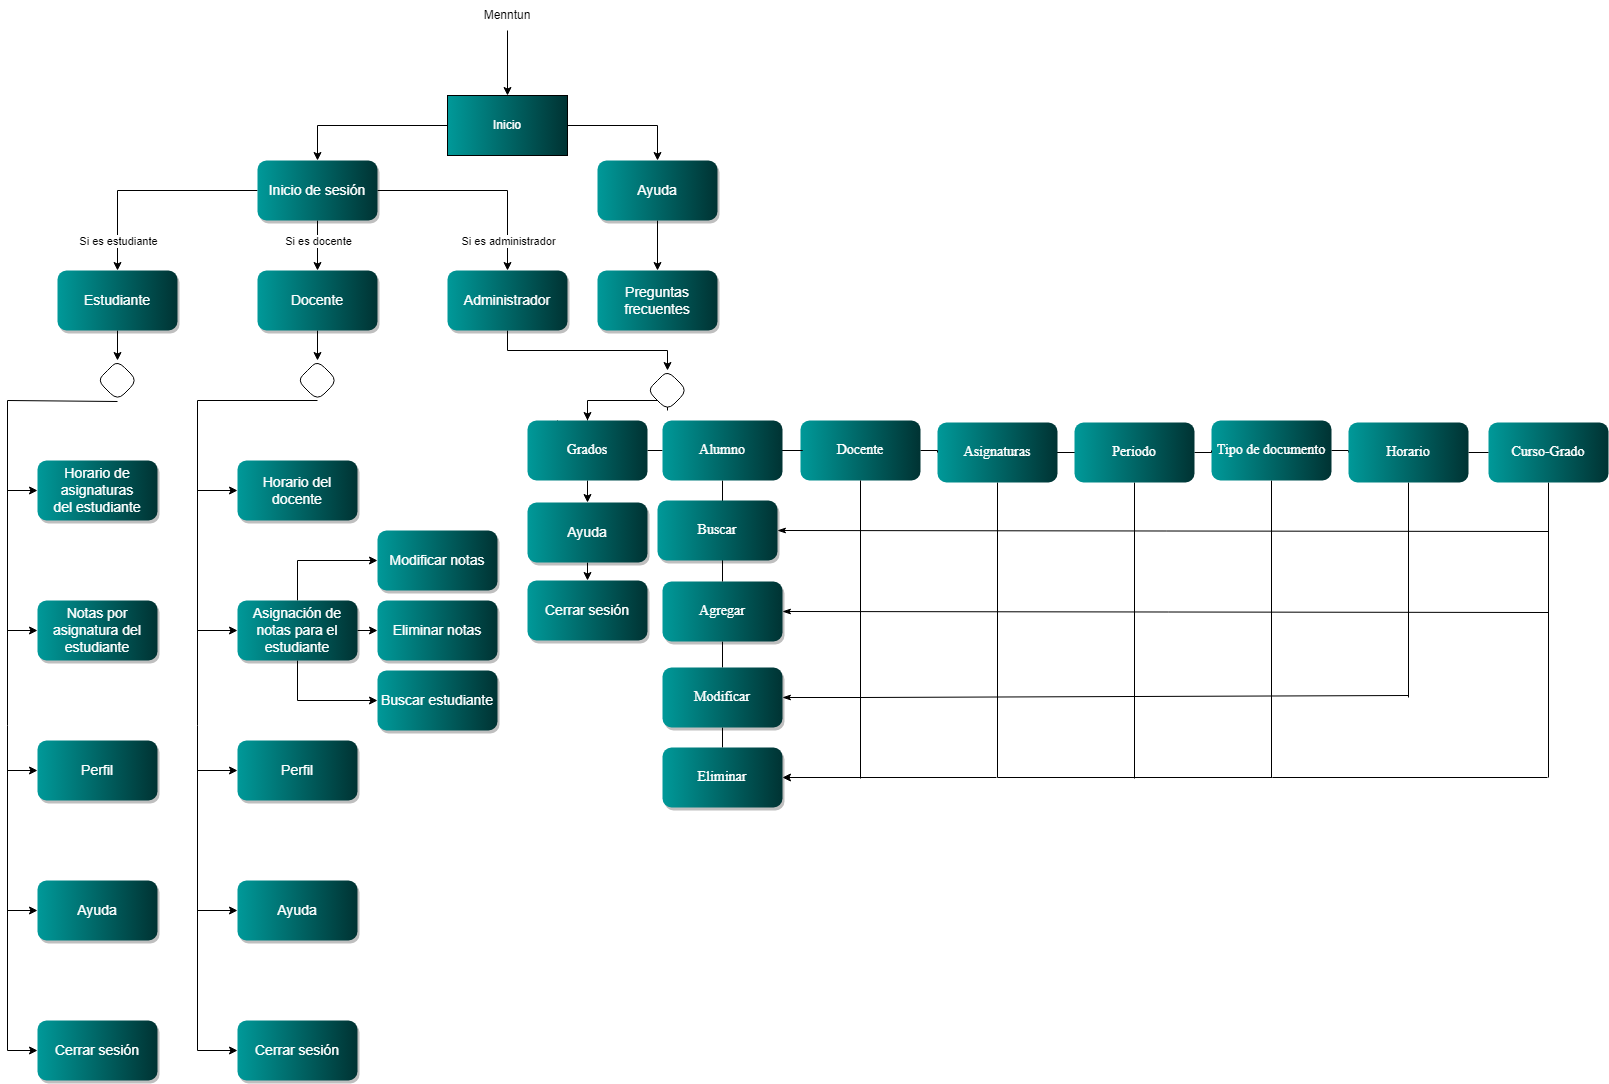 Menntun
Inicio
Inicio de sesión
Ayuda
Si es estudiante
Si es docente
Si es administrador
Estudiante
Docente
Administrador
Preguntas
frecuentes
Grados
Alumno
Docente
Asignaturas
Periodo
Tipo de documento
Horario
Curso-Grado
Horario de
asignaturas
del estudiante
Horario del
docente
Ayuda
Buscar
Modificar notas
Notas por
asignatura del
estudiante
Asignación de
notas para el
estudiante
Eliminar notas
Buscar estudiante
Cerrar sesión
Agregar
Modificar
Eliminar
Perfil
Perfil
Ayuda
Ayuda
Cerrar sesión
Cerrar sesión